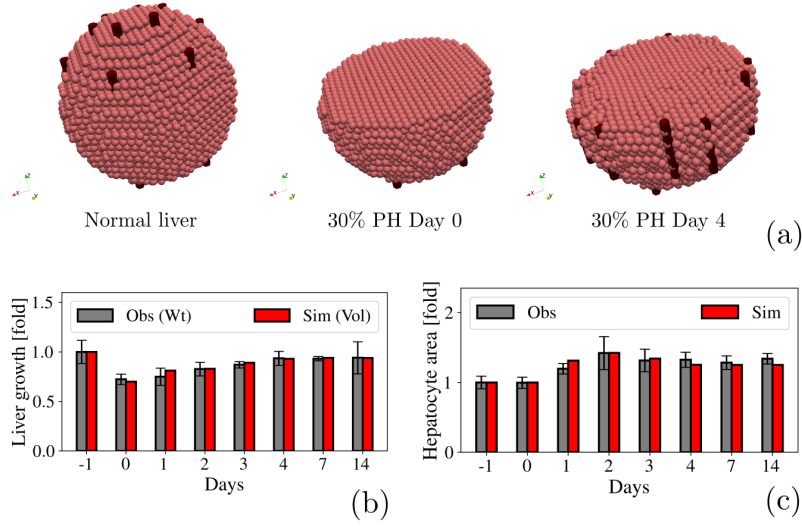 Z
X
Y
Z
X
Y
Z
X
Y
Normal liver
30% PH Day 0
30% PH Day 4
(a)
Liver growth [fold]
1.5
1.0
0.5
0.0
Obs (Wt)
Sim (Vol)
-1 0 1 2 3 4 7 14
Days
(b)
Hepatocyte area [fold]
2
1
0
Obs
Sim
-1 0 1 2 3 4 7 14
Days
(c)